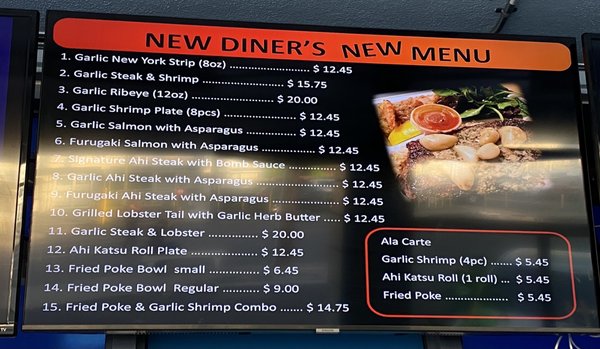 NEW DINER'S NEW MENU
1. Garlic New York Strip (8oz) .......................... $ 12.45
2. Garlic Steak & Shrimp .......................... $ 15.75
3. Garlic Ribeye (12oz) .......................... $ 20.00
4. Garlic Shrimp Plate (8pcs) .......................... $ 12.45
5. Garlic Salmon with Asparagus ................ $ 12.45
6. Furugaki Salmon with Asparagus ................ $ 12.45
7. Signature Ahi Steak with Bomb Sauce ............. $ 12.45
8. Garlic Ahi Steak with Asparagus ................. $ 12.45
9. Furugaki Ahi Steak with Asparagus ................. $ 12.45
10. Grilled Lobster Tail with Garlic Herb Butter ..... $ 12.45
11. Garlic Steak & Lobster ................ $ 20.00
12. Ahi Katsu Roll Plate ................ $ 12.45
13. Fried Poke Bowl small ............. $ 6.45
14. Fried Poke Bowl Regular ............. $ 9.00
15. Fried Poke & Garlic Shrimp Combo ....... $ 14.75
Ala Carte
Garlic Shrimp (4pc) ....... $ 5.45
Ahi Katsu Roll (1 roll) ... $ 5.45
Fried Poke ..................... $ 5.45